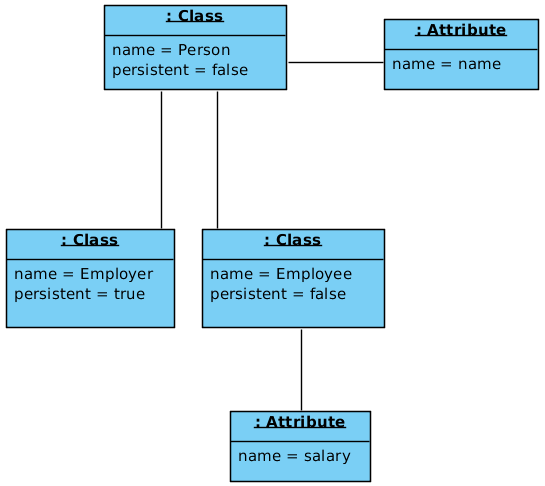 : Class
name = Person
persistent = false
: Attribute
name = name
: Class
name = Employer
persistent = true
: Class
name = Employee
persistent = false
: Attribute
name = salary